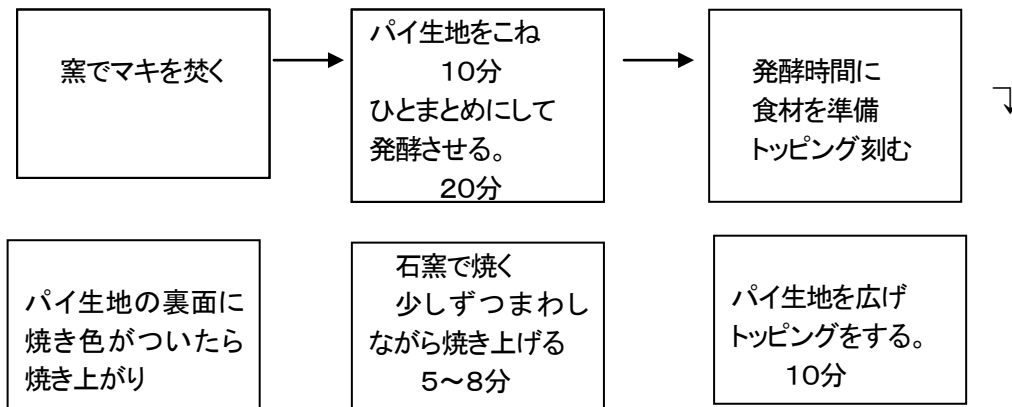 窯でマキを焚く
パイ生地をこね
10分
ひとまとめにして
発酵させる。
20分
発酵時間に
食材を準備
トッピング刻む
パイ生地を広げ
トッピングをする。
10分
石窯で焼く
少しずつまわし
ながら焼き上げる
5~8分
パイ生地の裏面に
焼き色がついたら
焼き上がり